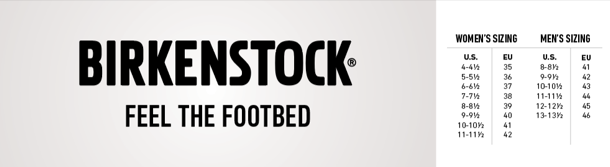 BIRKENSTOCK®
FEEL THE FOOTBED
WOMEN'S SIZING MEN'S SIZING
U.S. EU U.S. EU
4-4½ 35 8-8½ 41
5-5½ 36 9-9½ 42
6-6½ 37 10-10½ 43
7-7½ 38 11-11½ 44
8-8½ 39 12-12½ 45
9-9½ 40 13-13½ 46
10-10½ 41
11-11½ 42